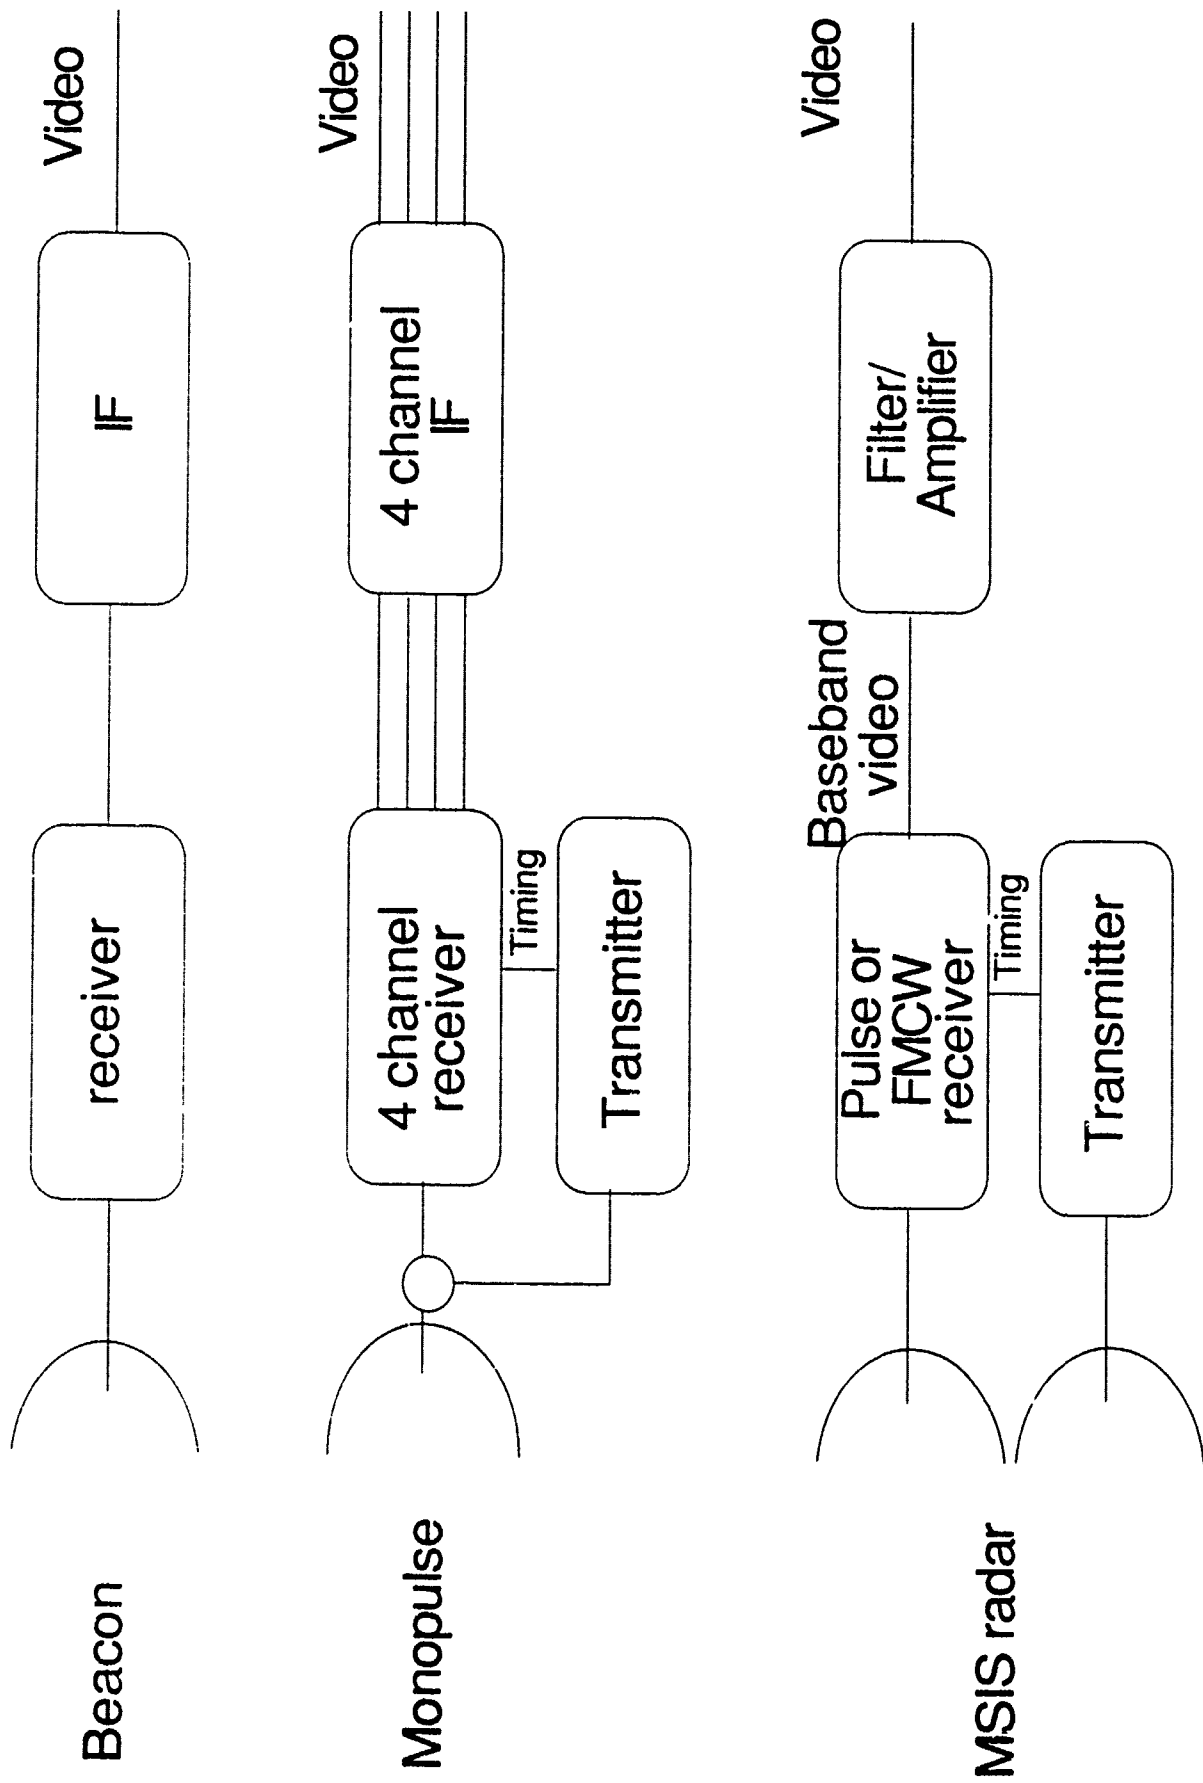 Beacon
receiver
IF
Video
Monopulse
4 channel
receiver
Timing
Transmitter
4 channel
IF
Video
MSIS radar
Pulse or
FMCW
receiver
Timing
Transmitter
Baseband
video
Filter/
Amplifier
Video